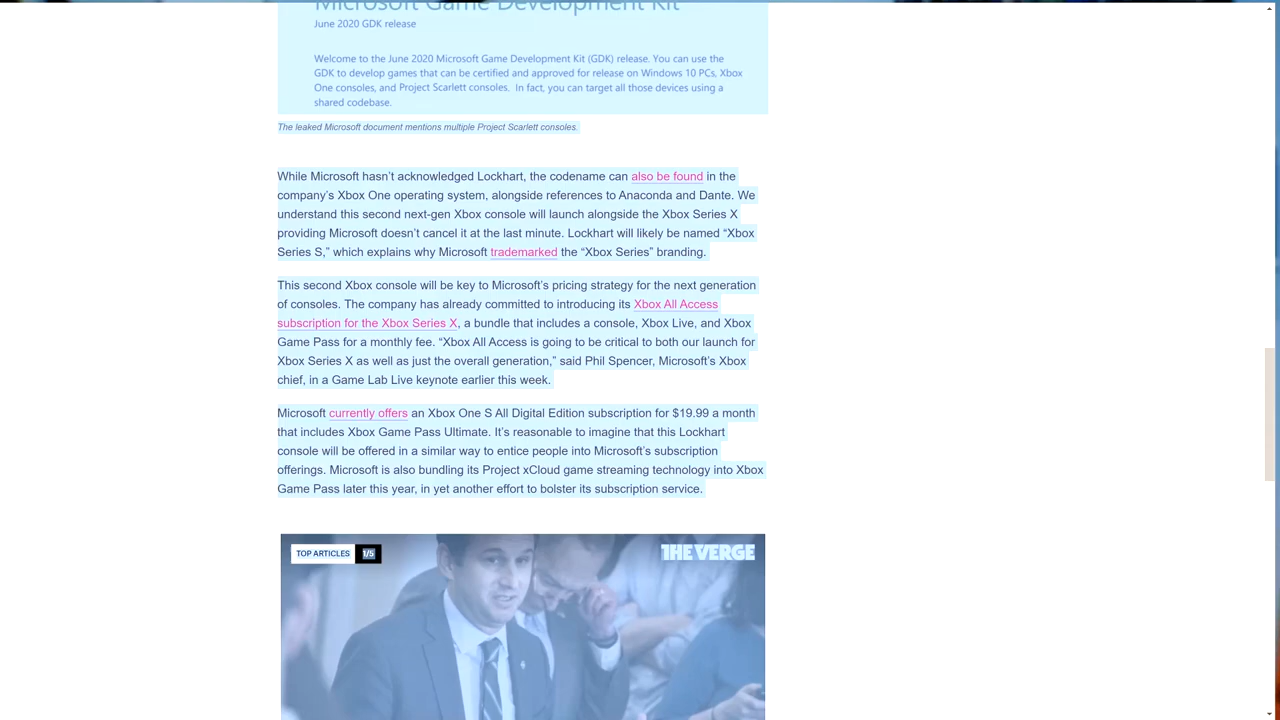 Microsoft Game Development Kit
June 2020 GDK release
Welcome to the June 2020 Microsoft Game Development Kit (GDK) release. You can use the
GDK to develop games that can be certified and approved for release on Windows 10 PCs, Xbox
One consoles, and Project Scarlett consoles.  In fact, you can target all those devices using a
shared codebase.
The leaked Microsoft document mentions multiple Project Scarlett consoles.
While Microsoft hasn’t acknowledged Lockhart, the codename can also be found in the
company’s Xbox One operating system, alongside references to Anaconda and Dante. We
understand this second next-gen Xbox console will launch alongside the Xbox Series X
providing Microsoft doesn’t cancel it at the last minute. Lockhart will likely be named “Xbox
Series S,” which explains why Microsoft trademarked the “Xbox Series” branding.
This second Xbox console will be key to Microsoft’s pricing strategy for the next generation
of consoles. The company has already committed to introducing its Xbox All Access
subscription for the Xbox Series X, a bundle that includes a console, Xbox Live, and Xbox
Game Pass for a monthly fee. “Xbox All Access is going to be critical to both our launch for
Xbox Series X as well as just the overall generation,” said Phil Spencer, Microsoft’s Xbox
chief, in a Game Lab Live keynote earlier this week.
Microsoft currently offers an Xbox One S All Digital Edition subscription for $19.99 a month
that includes Xbox Game Pass Ultimate. It’s reasonable to imagine that this Lockhart
console will be offered in a similar way to entice people into Microsoft’s subscription
offerings. Microsoft is also bundling its Project xCloud game streaming technology into Xbox
Game Pass later this year, in yet another effort to bolster its subscription service.
TOP ARTICLES 1/5
THE VERGE